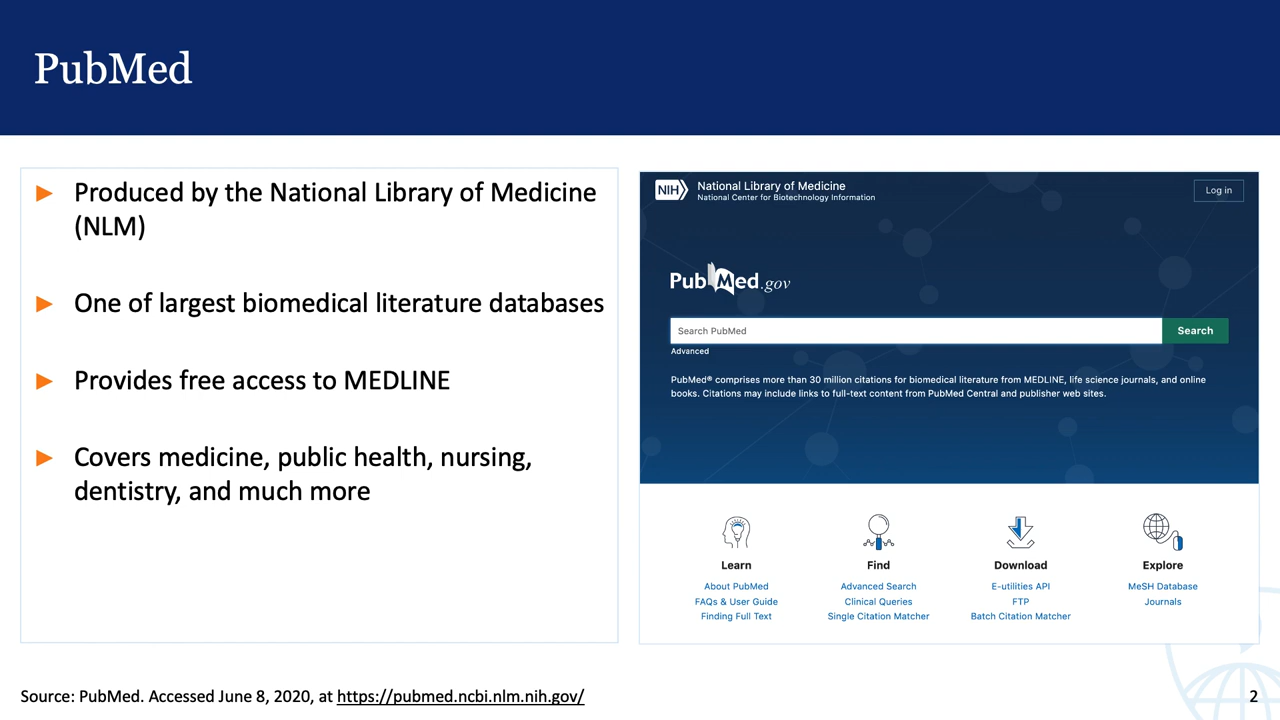 PubMed
► Produced by the National Library of Medicine
(NLM)
► One of largest biomedical literature databases
► Provides free access to MEDLINE
► Covers medicine, public health, nursing,
dentistry, and much more
NIH
National Library of Medicine
National Center for Biotechnology Information
Log in
PubMed.gov
Search PubMed
Search
Advanced
PubMed® comprises more than 30 million citations for biomedical literature from MEDLINE, life science journals, and online
books. Citations may include links to full-text content from PubMed Central and publisher web sites.
Learn
About PubMed
FAQs & User Guide
Finding Full Text
Find
Advanced Search
Clinical Queries
Single Citation Matcher
Download
E-utilities API
FTP
Batch Citation Matcher
Explore
MeSH Database
Journals
Source: PubMed. Accessed June 8, 2020, at https://pubmed.ncbi.nlm.nih.gov/
2